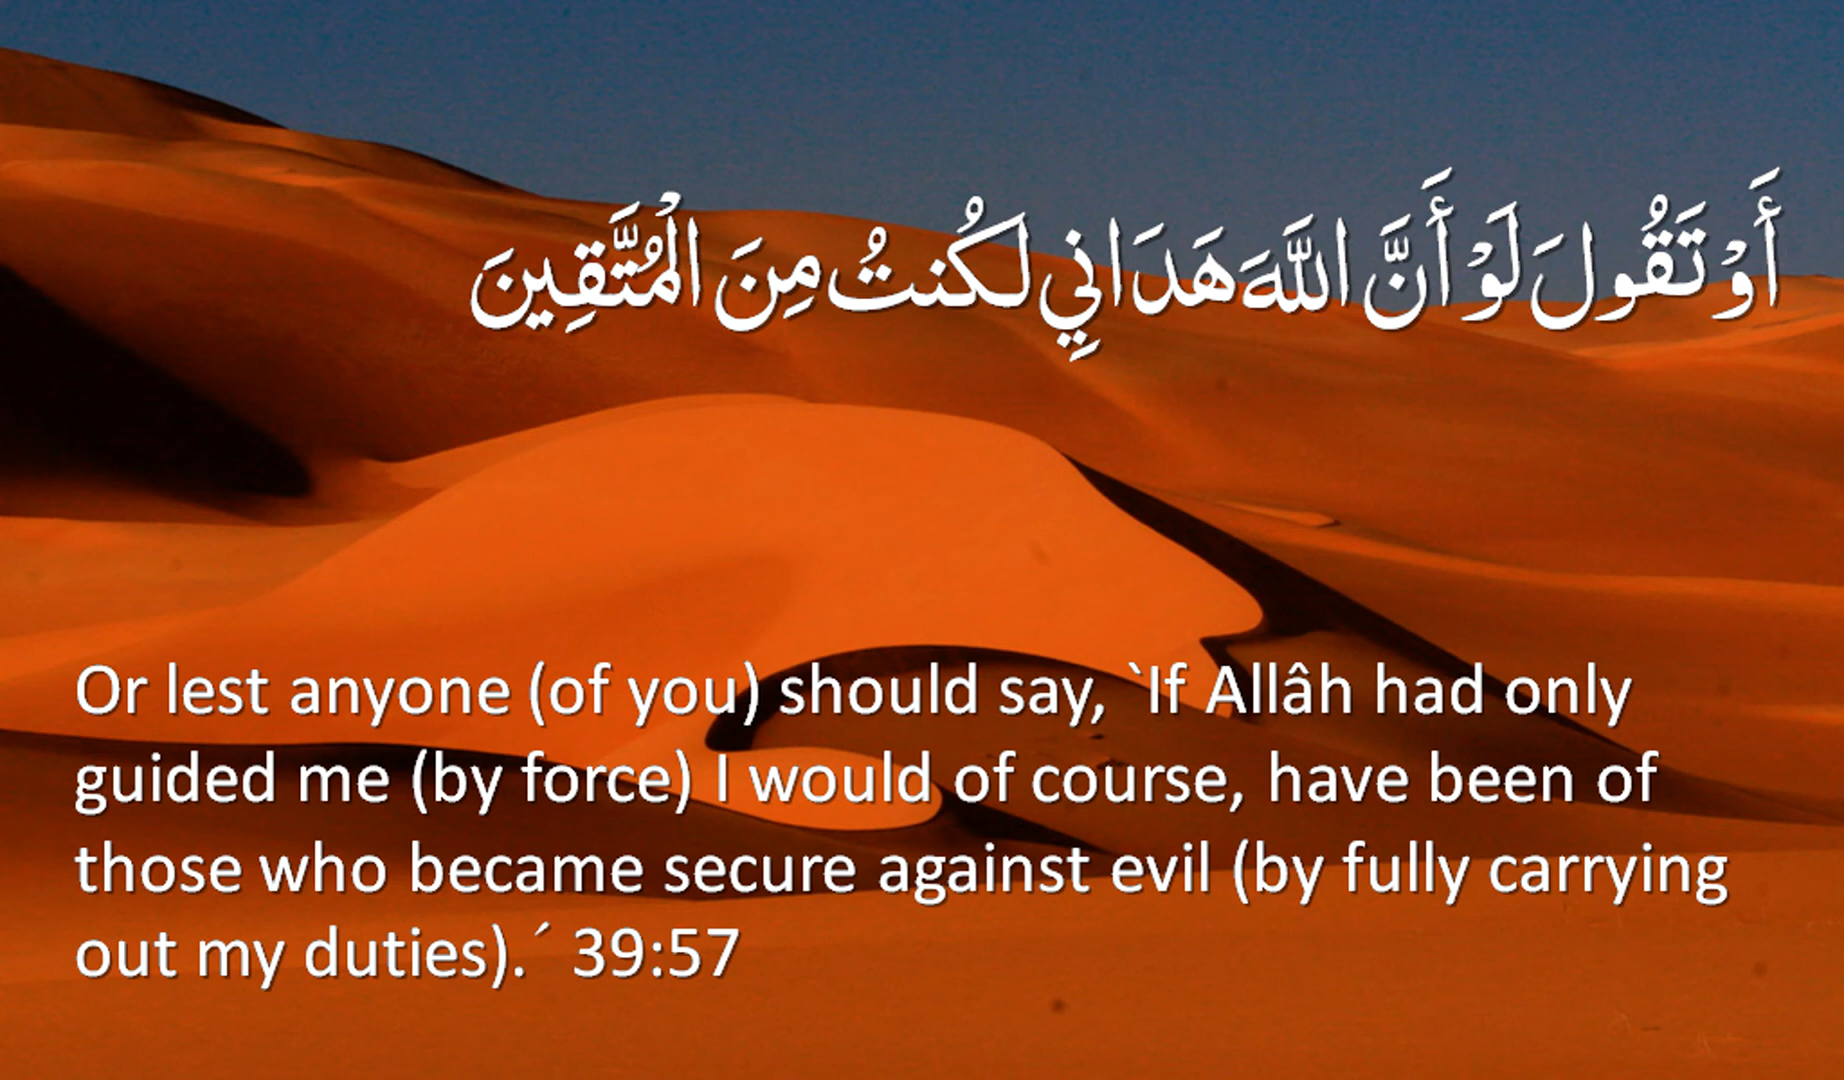 أَوْ تَقُولَ لَوْ أَنَّ اللَّهَ هَدَانِي لَكُنتُ مِنَ الْمُتَّقِينَ
Or lest anyone (of you) should say, `If Allâh had only
guided me (by force) I would of course, have been of
those who became secure against evil (by fully carrying
out my duties).´ 39:57